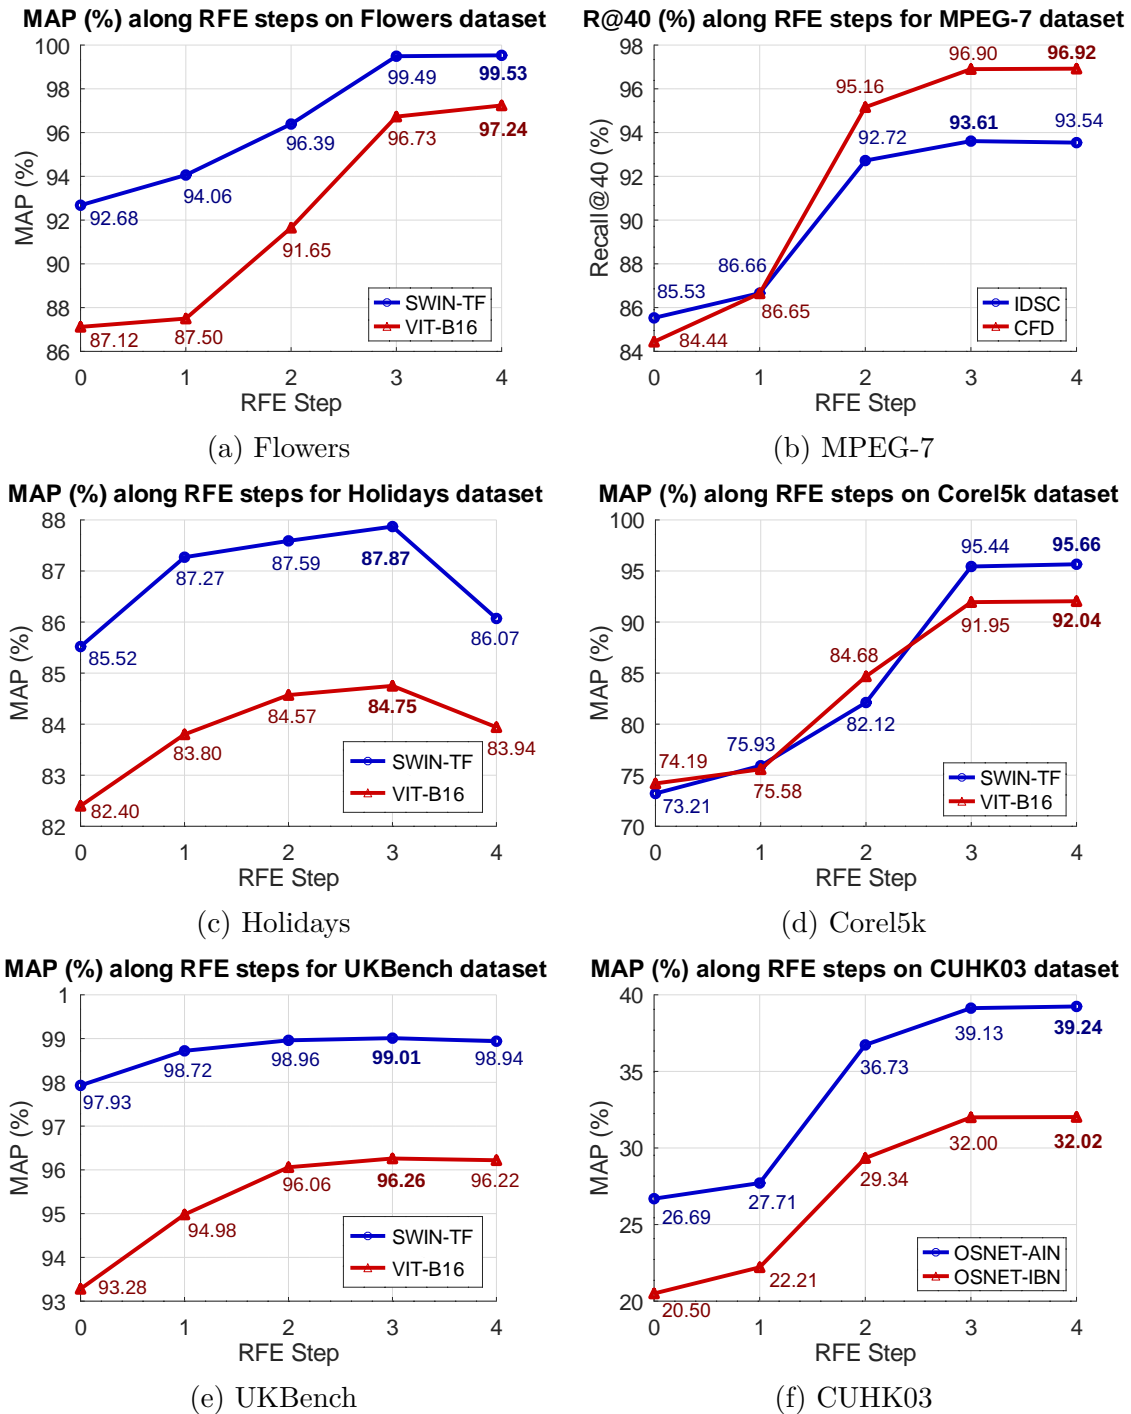 MAP (%) along RFE steps on Flowers dataset
100
98
96
94
92
90
88
86
MAP (%)
92.68
94.06
96.39
99.49
99.53
87.12
87.50
91.65
96.73
97.24
SWIN-TF
VIT-B16
0 1 2 3 4
RFE Step
(a) Flowers
R@40 (%) along RFE steps for MPEG-7 dataset
98
96
94
92
90
88
86
84
Recall@40 (%)
85.53
86.66
92.72
93.61
93.54
84.44
86.65
95.16
96.90
96.92
IDSC
CFD
0 1 2 3 4
RFE Step
(b) MPEG-7
MAP (%) along RFE steps for Holidays dataset
88
87
86
85
84
83
82
MAP (%)
85.52
87.27
87.59
87.87
86.07
82.40
83.80
84.57
84.75
83.94
SWIN-TF
VIT-B16
0 1 2 3 4
RFE Step
(c) Holidays
MAP (%) along RFE steps on Corel5k dataset
100
95
90
85
80
75
70
MAP (%)
73.21
75.93
82.12
95.44
95.66
74.19
75.58
84.68
91.95
92.04
SWIN-TF
VIT-B16
0 1 2 3 4
RFE Step
(d) Corel5k
MAP (%) along RFE steps for UKBench dataset
1
99
98
97
96
95
94
93
MAP (%)
97.93
98.72
98.96
99.01
98.94
93.28
94.98
96.06
96.26
96.22
SWIN-TF
VIT-B16
0 1 2 3 4
RFE Step
(e) UKBench
MAP (%) along RFE steps on CUHK03 dataset
40
35
30
25
20
MAP (%)
26.69
27.71
36.73
39.13
39.24
20.50
22.21
29.34
32.00
32.02
OSNET-AIN
OSNET-IBN
0 1 2 3 4
RFE Step
(f) CUHK03